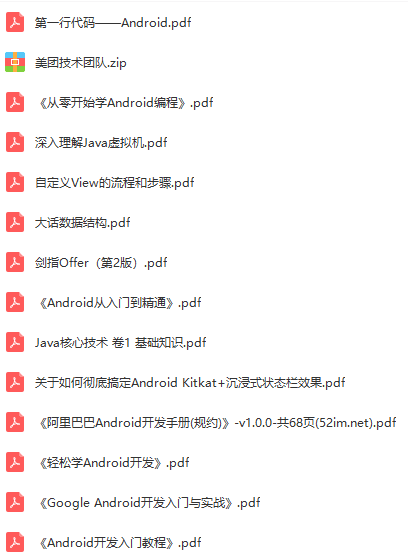 第一行代码——Android.pdf
美团技术团队.zip
《从零开始学Android编程》.pdf
深入理解Java虚拟机.pdf
自定义View的流程和步骤.pdf
大话数据结构.pdf
剑指Offer（第2版）.pdf
《Android从入门到精通》.pdf
Java核心技术 卷1 基础知识.pdf
关于如何彻底搞定Android Kitkat+沉浸式状态栏效果.pdf
《阿里巴巴Android开发手册(规约)》-v1.0.0-共68页(52im.net).pdf
《轻松学Android开发》.pdf
《Google Android开发入门与实战》.pdf
《Android开发入门教程》.pdf